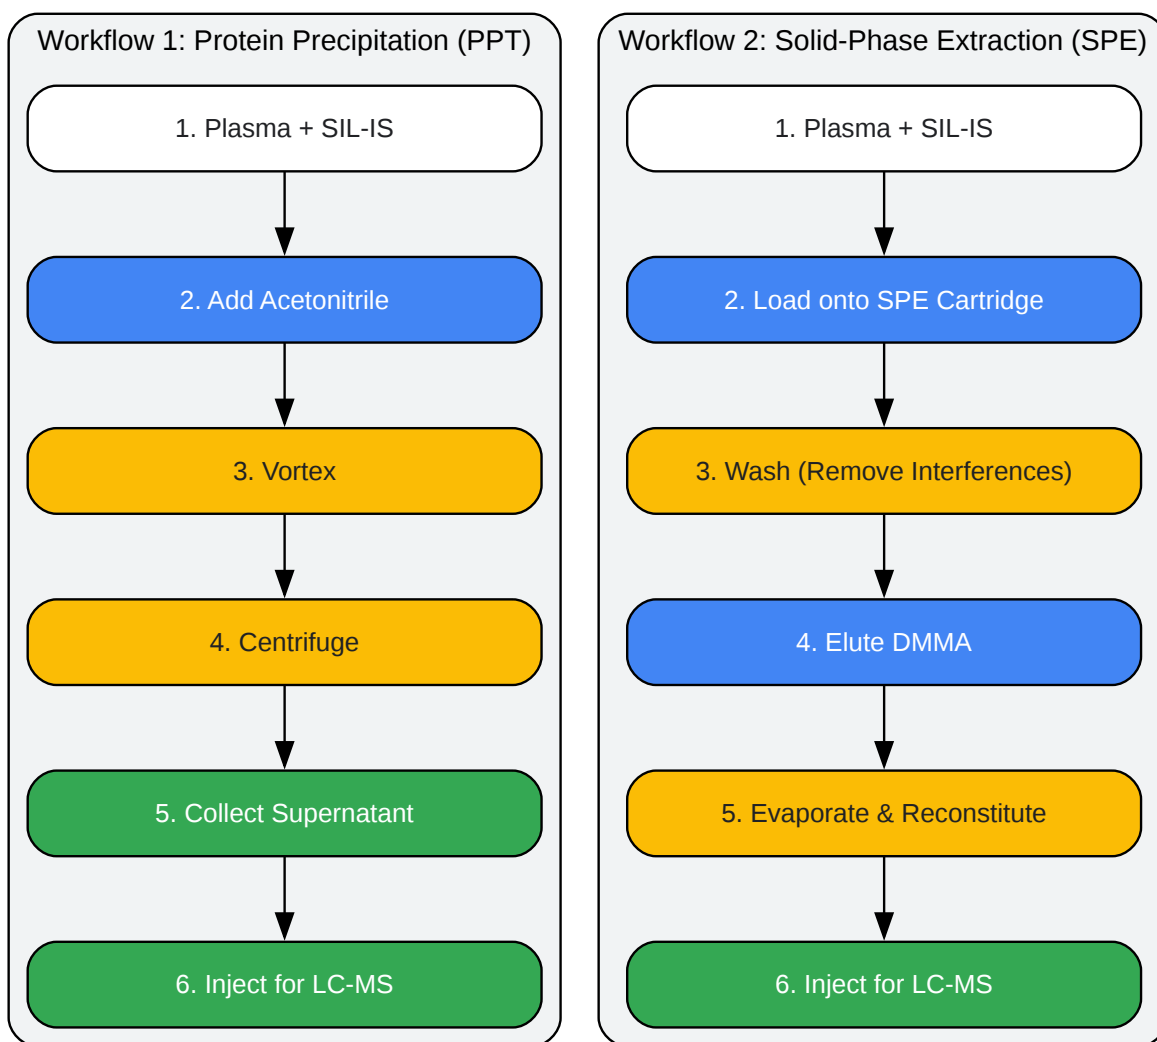 Workflow 1: Protein Precipitation (PPT)
1. Plasma + SIL-IS
2. Add Acetonitrile
3. Vortex
4. Centrifuge
5. Collect Supernatant
6. Inject for LC-MS
Workflow 2: Solid-Phase Extraction (SPE)
1. Plasma + SIL-IS
2. Load onto SPE Cartridge
3. Wash (Remove Interferences)
4. Elute DMMA
5. Evaporate & Reconstitute
6. Inject for LC-MS